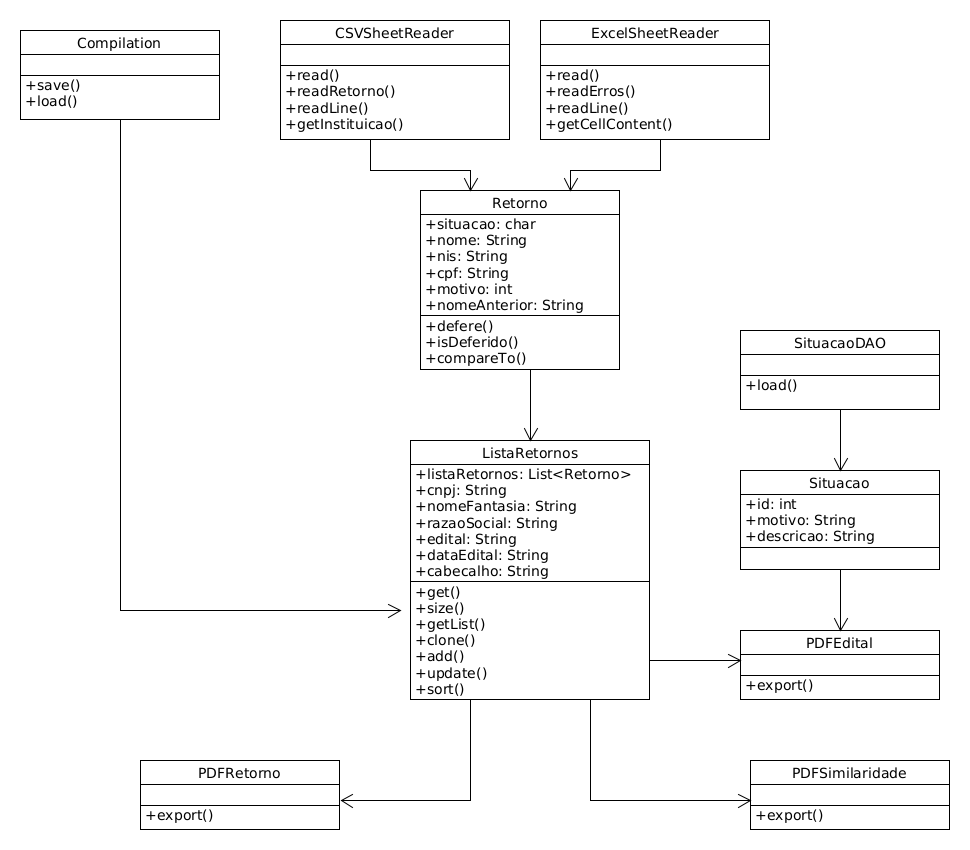 Compilation
+save()
+load()
CSVSheetReader
+read()
+readRetorno()
+readLine()
+getInstituicao()
ExcelSheetReader
+read()
+readErros()
+readLine()
+getCellContent()
Retorno
+situacao: char
+nome: String
+nis: String
+cpf: String
+motivo: int
+nomeAnterior: String
+defere()
+isDeferido()
+compareTo()
SituacaoDAO
+load()
ListaRetornos
+listaRetornos: List<Retorno>
+cnpj: String
+nomeFantasia: String
+razaoSocial: String
+edital: String
+dataEdital: String
+cabecalho: String
+get()
+size()
+getList()
+clone()
+add()
+update()
+sort()
Situacao
+id: int
+motivo: String
+descricao: String
PDFEdital
+export()
PDFRetorno
+export()
PDFSimilaridade
+export()